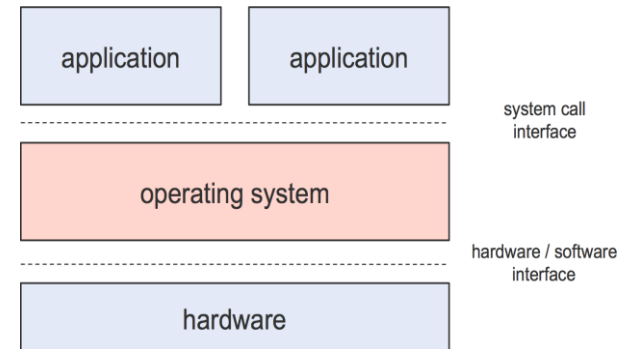 application
application
system call
interface
operating system
hardware / software
interface
hardware